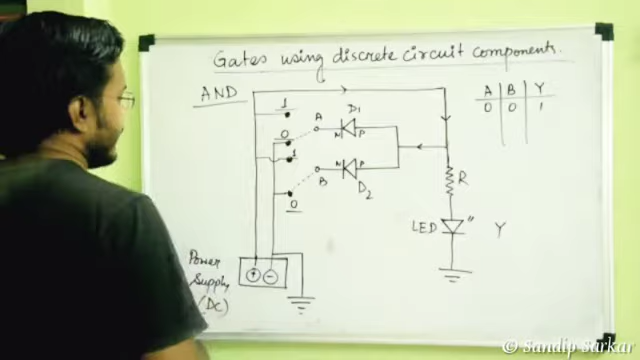 Gates using discrete circuit components.
AND
A B Y
0 0 1
1
A
D1
N P
0
1
B
N P
D2
0
R
LED
Y
Power
Supply
(DC)
+ −
© Sandip Sarkar